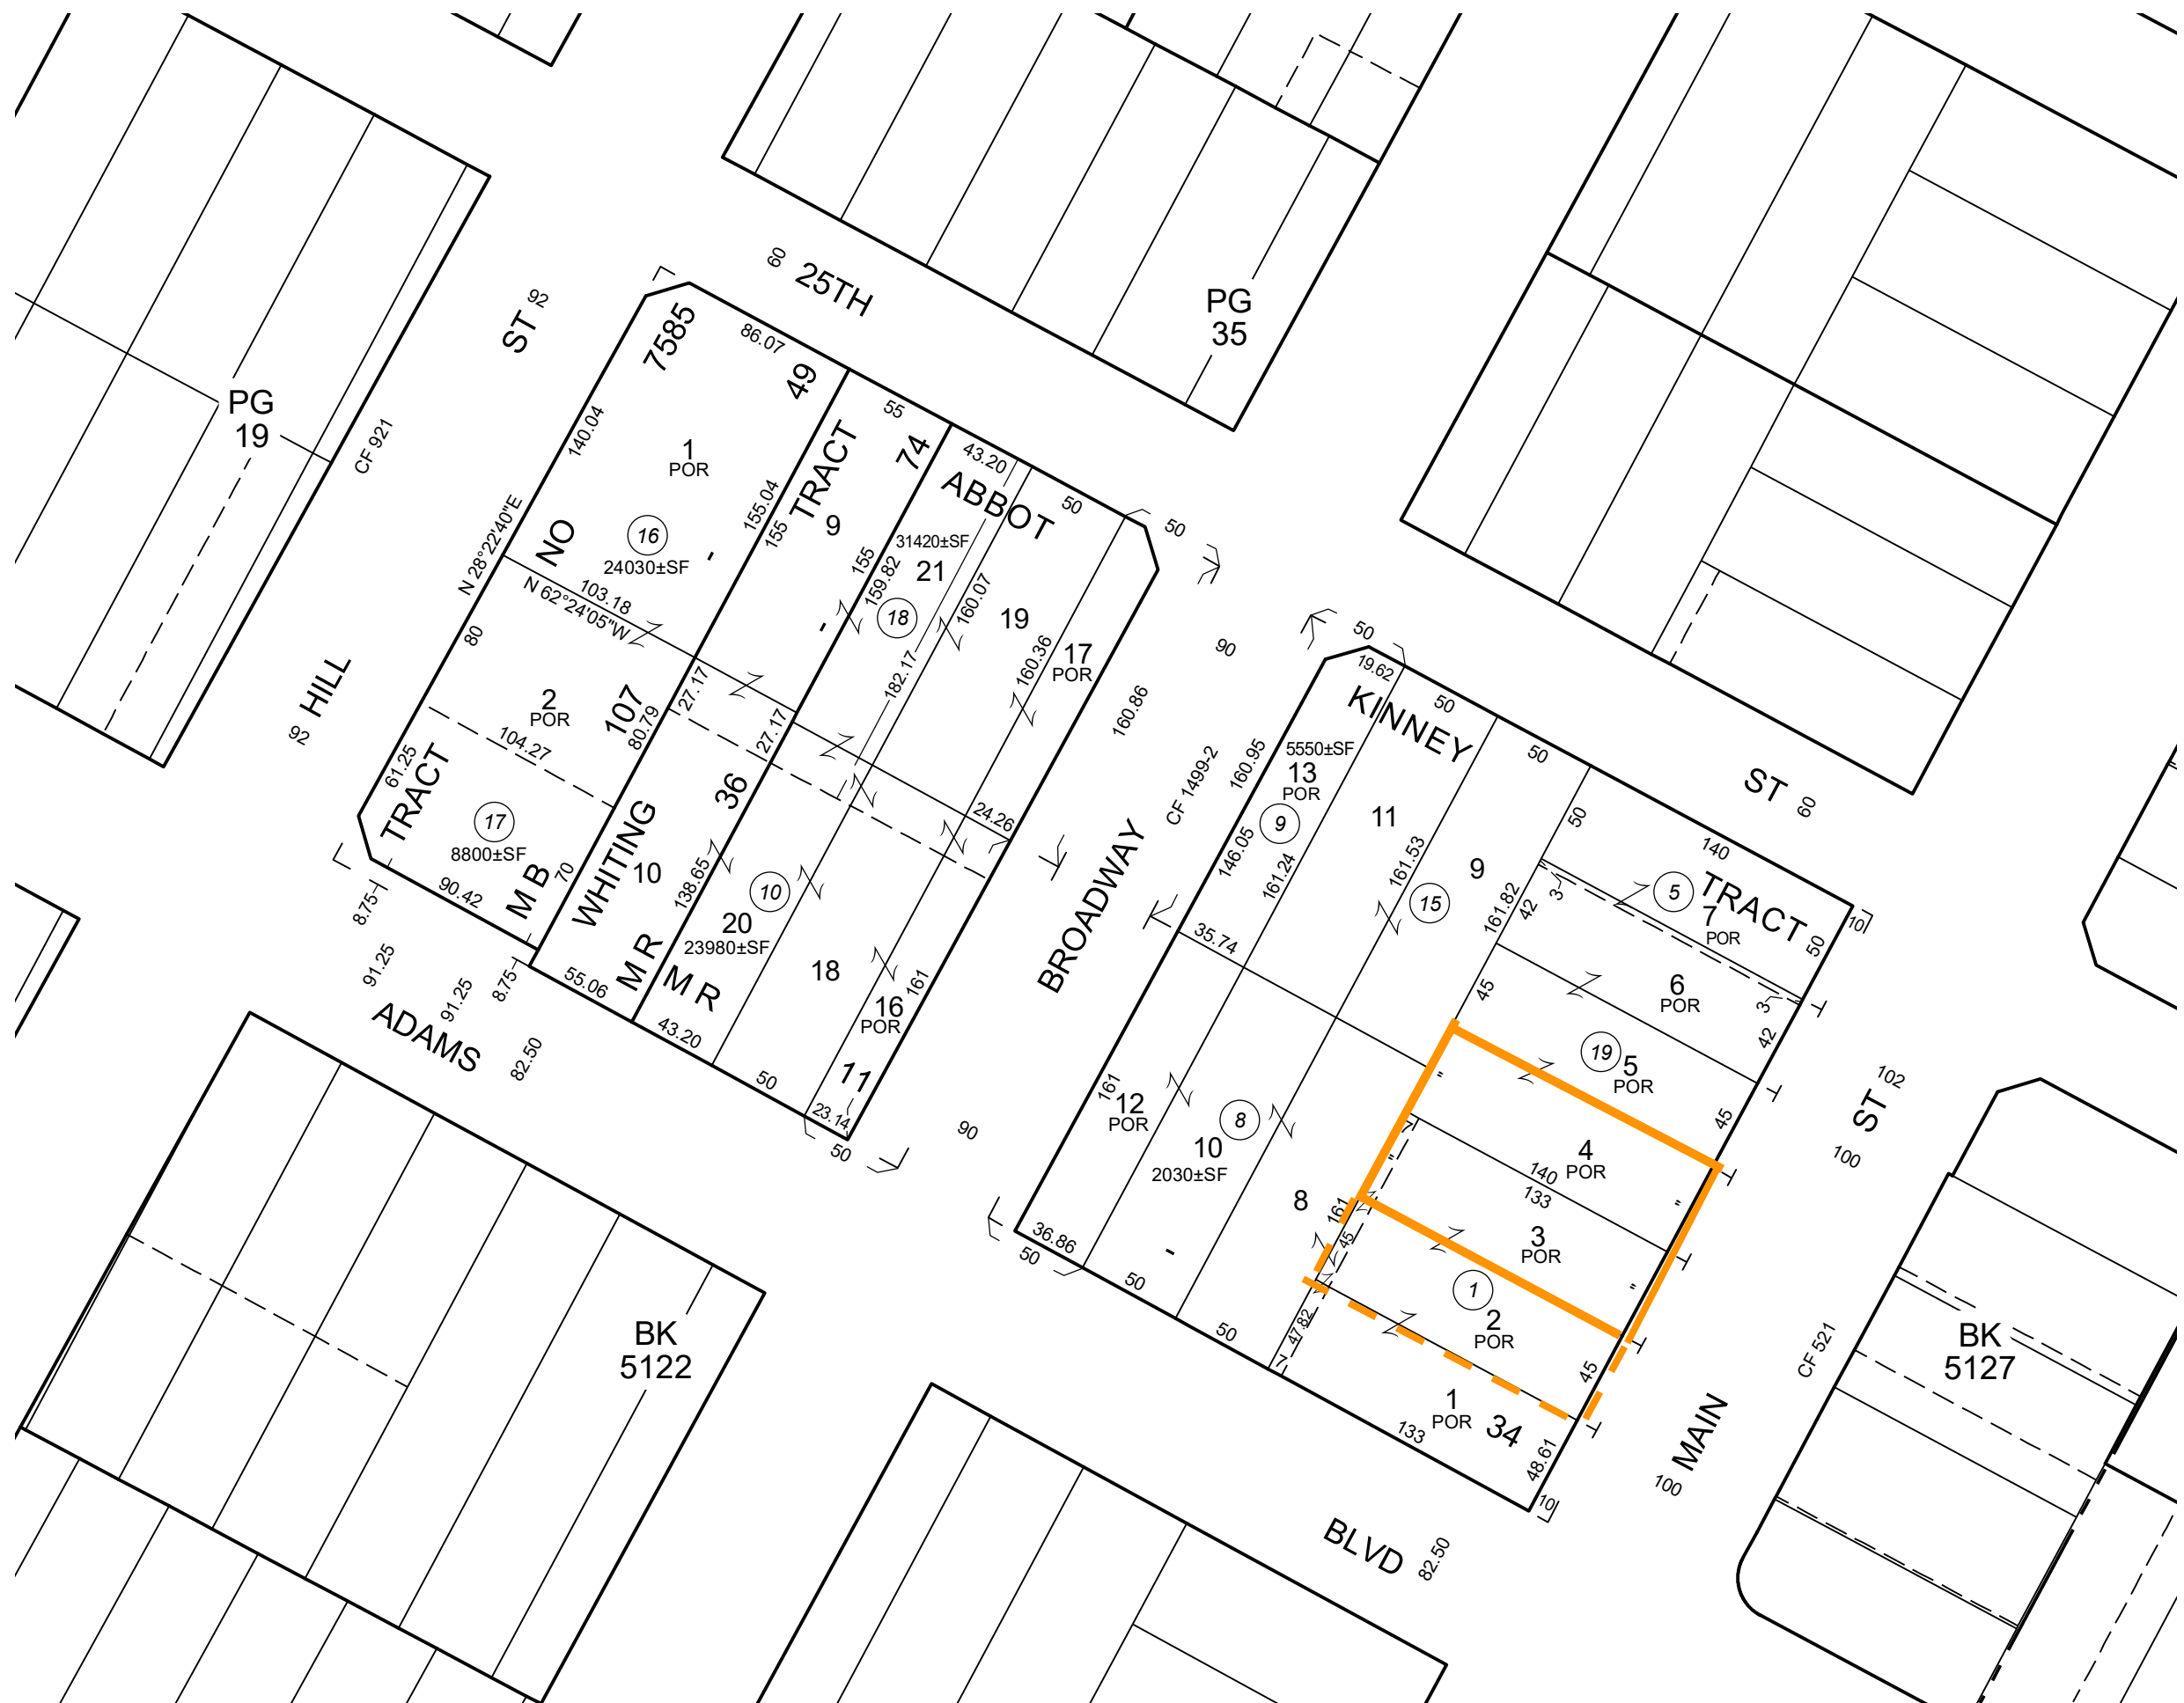 60
25TH
ST
92
PG
35
PG
19
CF 921
7585
86.07
49
140.04
1
POR
NO
16
24030±SF
N 28°22'40"E
103.18
N 62°24'05"W
155.04
155
TRACT
9
55
74
43.20
ABBOT
50
50
31420±SF
21
155
159.82
18
160.07
182.17
19
160.36
17
POR
160.86
90
80
HILL
92
2
POR
107
80.79
27.17
27.17
104.27
61.25
TRACT
17
8800±SF
M B
70
90.42
8.75
91.25
91.25
8.75
WHITING
10
36
138.65
10
20
23980±SF
M R
M R
55.06
43.20
18
24.26
161
16
POR
11
50
23.14
50
90
ADAMS
82.50
BROADWAY
CF 1499-2
50
19.62
KINNEY
50
50
160.95
5550±SF
13
POR
9
146.05
161.24
11
161.53
15
9
161.82
35.74
50
140
ST
60
3
42
5
TRACT
7
POR
10
50
45
6
POR
3
42
19
5
POR
45
"
161
12
POR
8
10
2030±SF
7
"
4
POR
140
133
"
3
POR
"
8
161
45
1
2
POR
45
36.86
50
50
50
47.82
7
1
POR
34
133
48.61
10
ST
102
100
MAIN
100
CF 521
BK
5127
BK
5122
BLVD
82.50